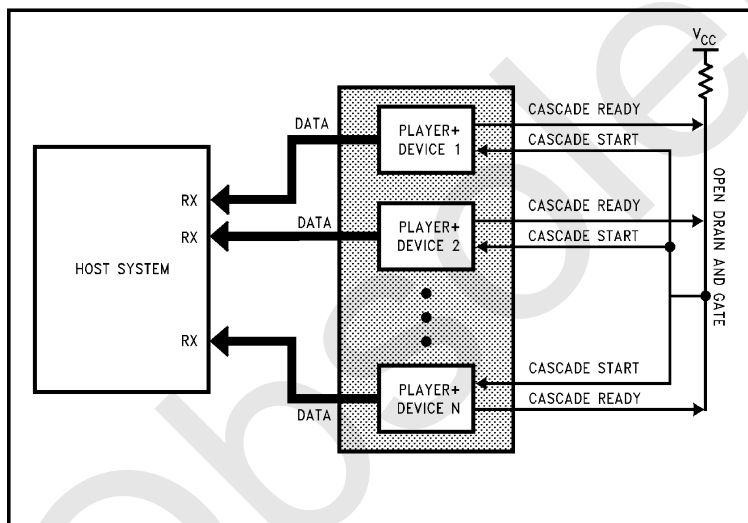 VCC
DATA
PLAYER+
DEVICE 1
CASCADE READY
CASCADE START
RX
RX
DATA
PLAYER+
DEVICE 2
CASCADE READY
CASCADE START
HOST SYSTEM
OPEN DRAIN AND GATE
RX
PLAYER+
DEVICE N
DATA
CASCADE START
CASCADE READY
Obsolete